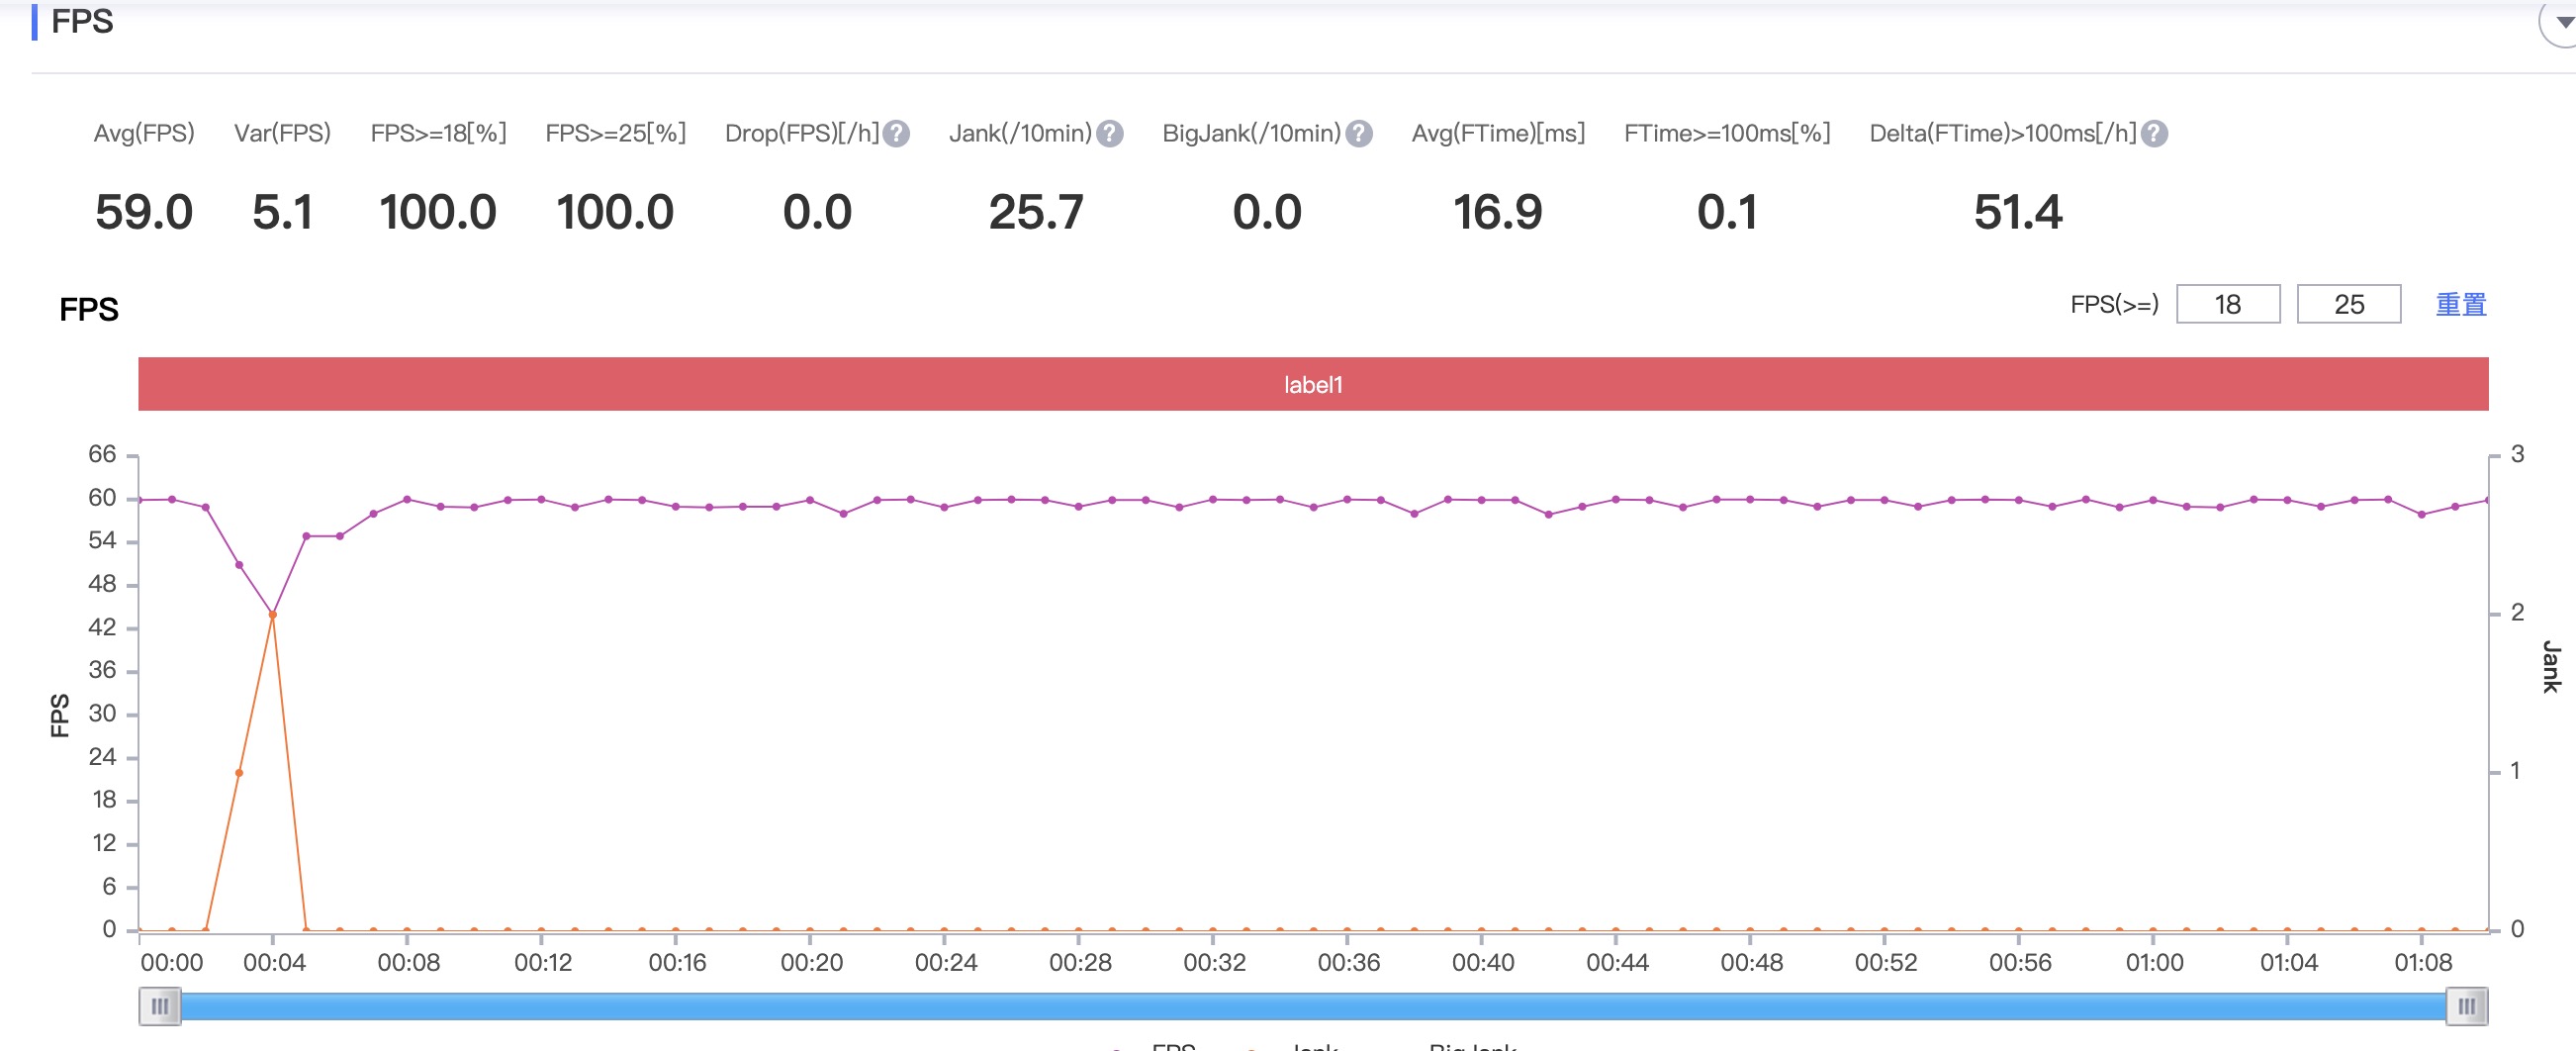 FPS
Avg(FPS) Var(FPS) FPS>=18[%] FPS>=25[%] Drop(FPS)[/h] ? Jank(/10min) ? BigJank(/10min) ? Avg(FTime)[ms] FTime>=100ms[%] Delta(FTime)>100ms[/h] ?
59.0 5.1 100.0 100.0 0.0 25.7 0.0 16.9 0.1 51.4
FPS FPS(>=) 18 25 重置
label1
66 3
60
54
48
42 2
36
30
24
18 1
12
6
0 0
FPS
Jank
00:00 00:04 00:08 00:12 00:16 00:20 00:24 00:28 00:32 00:36 00:40 00:44 00:48 00:52 00:56 01:00 01:04 01:08
FPS Jank BigJank